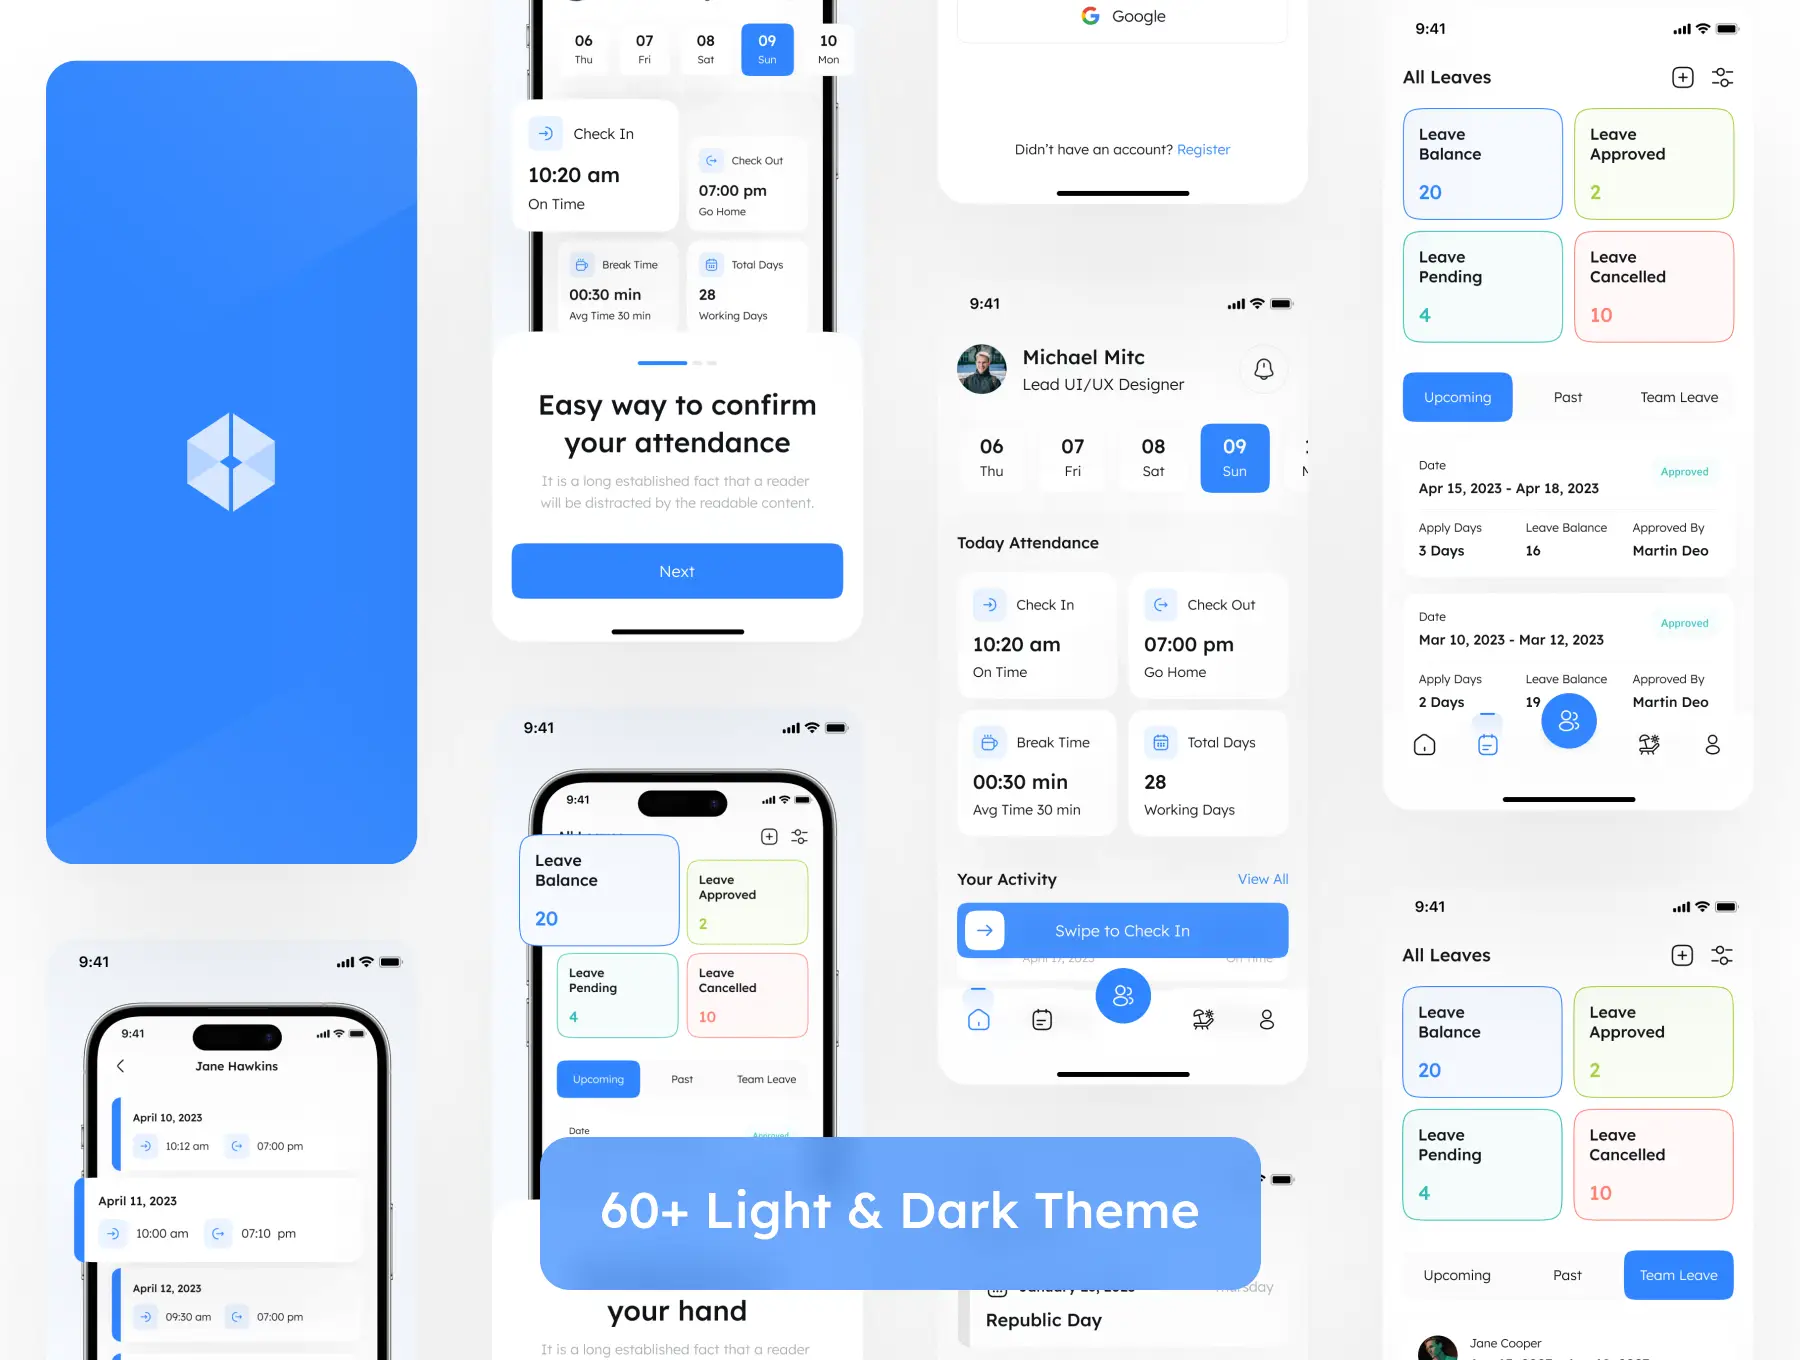 06
Thu
07
Fri
08
Sat
09
Sun
10
Mon
Check In
10:20 am
On Time
Check Out
07:00 pm
Go Home
Break Time
00:30 min
Avg Time 30 min
Total Days
28
Working Days
Easy way to confirm
your attendance
It is a long established fact that a reader
will be distracted by the readable content.
Next
9:41
Jane Hawkins
9:41
April 10, 2023
10:12 am
07:00 pm
April 11, 2023
10:00 am
07:10 pm
April 12, 2023
09:30 am
07:00 pm
9:41
9:41
Leave
Balance
20
Leave
Approved
2
Leave
Pending
4
Leave
Cancelled
10
Upcoming
Past
Team Leave
Date
Approved
60+ Light & Dark Theme
your hand
It is a long established fact that a reader
Google
Didn't have an account? Register
9:41
Michael Mitc
Lead UI/UX Designer
06
Thu
07
Fri
08
Sat
09
Sun
Today Attendance
Check In
10:20 am
On Time
Check Out
07:00 pm
Go Home
Break Time
00:30 min
Avg Time 30 min
Total Days
28
Working Days
Your Activity
View All
Swipe to Check In
April 17, 2023
On Time
Republic Day
9:41
All Leaves
Leave
Balance
20
Leave
Approved
2
Leave
Pending
4
Leave
Cancelled
10
Upcoming
Past
Team Leave
Date
Approved
Apr 15, 2023 - Apr 18, 2023
Apply Days
Leave Balance
Approved By
3 Days
16
Martin Deo
Date
Approved
Mar 10, 2023 - Mar 12, 2023
Apply Days
Leave Balance
Approved By
2 Days
19
Martin Deo
9:41
All Leaves
Leave
Balance
20
Leave
Approved
2
Leave
Pending
4
Leave
Cancelled
10
Upcoming
Past
Team Leave
Jane Cooper